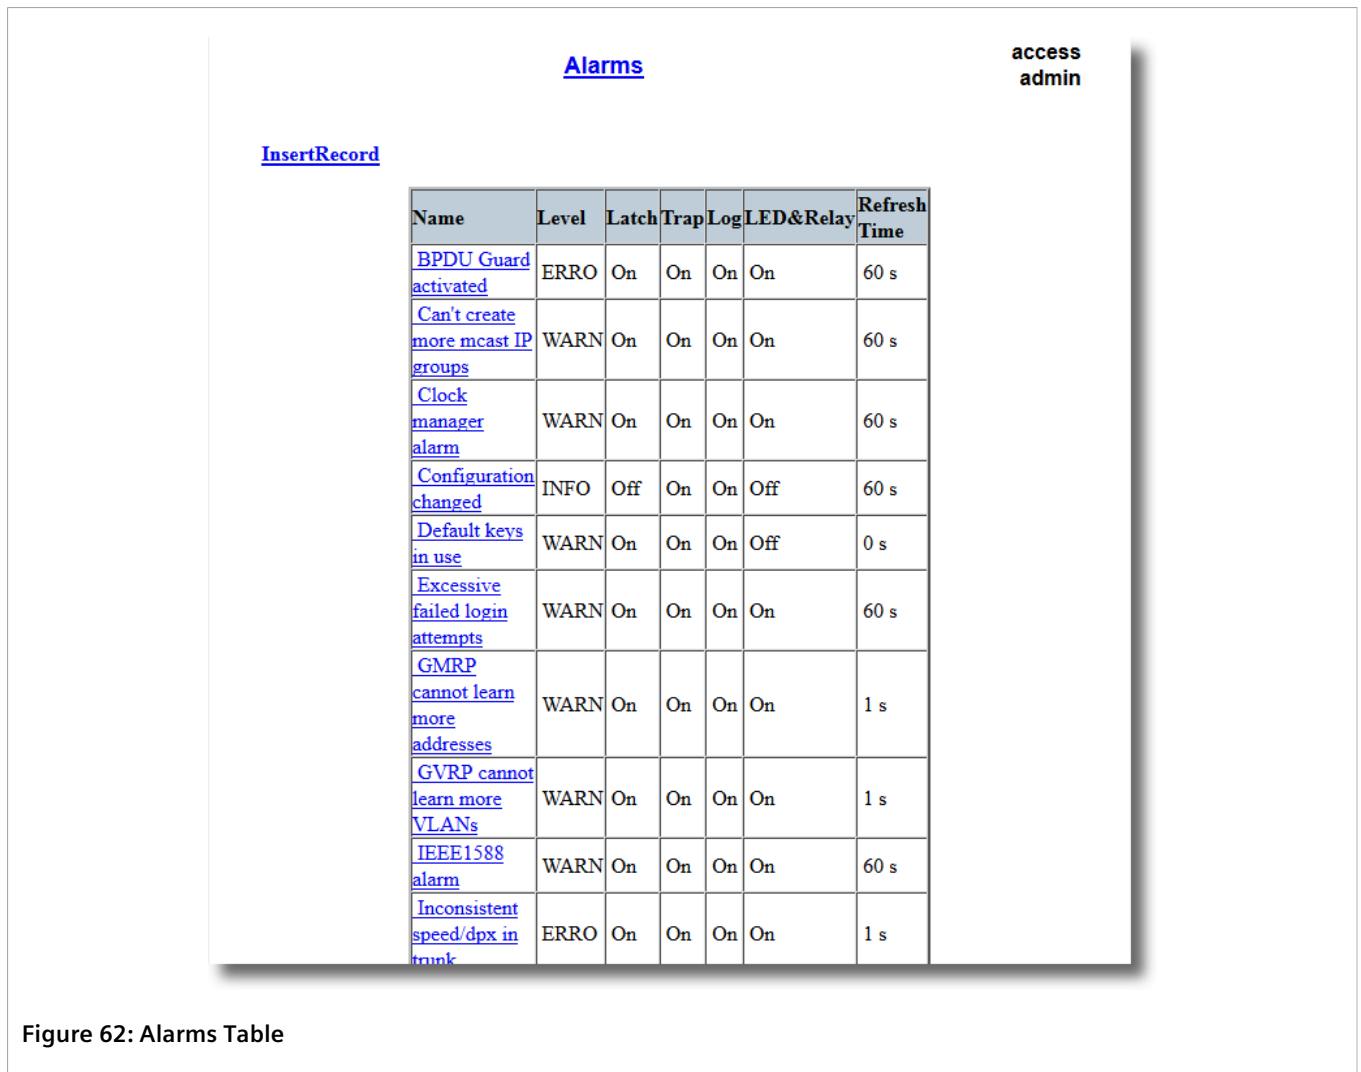 Alarms
access
admin
InsertRecord
Name Level Latch Trap Log LED&Relay Refresh
Time
BPDU Guard
activated ERRO On On On On 60 s
Can't create
more mcast IP WARN On On On On 60 s
groups
Clock
manager WARN On On On On 60 s
alarm
Configuration
changed INFO Off On On Off 60 s
Default keys
in use WARN On On On Off 0 s
Excessive
failed login WARN On On On On 60 s
attempts
GMRP
cannot learn WARN On On On On 1 s
more
addresses
GVRP cannot
learn more WARN On On On On 1 s
VLANs
IEEE1588
alarm WARN On On On On 60 s
Inconsistent
speed/dpx in ERRO On On On On 1 s
trunk
Figure 62: Alarms Table